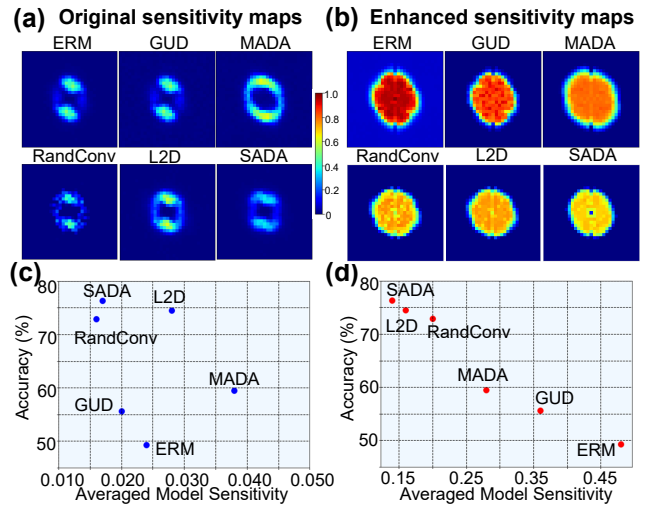 (a) Original sensitivity maps
ERM GUD MADA
RandConv L2D SADA
(b) Enhanced sensitivity maps
ERM GUD MADA
RandConv L2D SADA
1.0
0.8
0.6
0.4
0.2
0
(c)
80
70
60
50
Accuracy (%)
SADA
L2D
RandConv
MADA
GUD
ERM
0.010 0.020 0.030 0.040 0.050
Averaged Model Sensitivity
(d)
80
70
60
50
Accuracy (%)
SADA
L2D
RandConv
MADA
GUD
ERM
0.15 0.25 0.35 0.45
Averaged Model Sensitivity